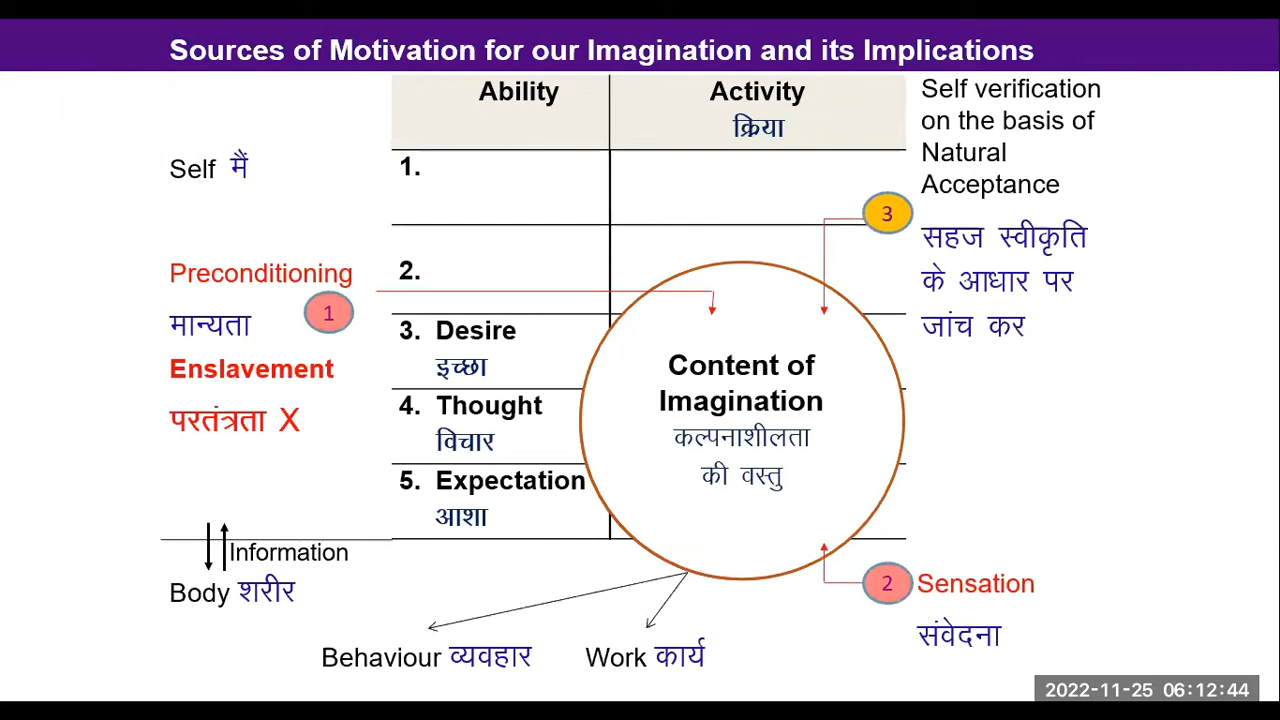 Sources of Motivation for our Imagination and its Implications
Ability
Activity
क्रिया
Self verification
on the basis of
Natural
Acceptance
सहज स्वीकृति
के आधार पर
जांच कर
Self मैं
1.
3
Preconditioning
2.
मान्यता
1
Enslavement
परतंत्रता X
3. Desire
इच्छा
4. Thought
विचार
5. Expectation
आशा
Content of
Imagination
कल्पनाशीलता
की वस्तु
Information
Body शरीर
2
Sensation
संवेदना
Behaviour व्यवहार
Work कार्य
2022-11-25 06:12:44